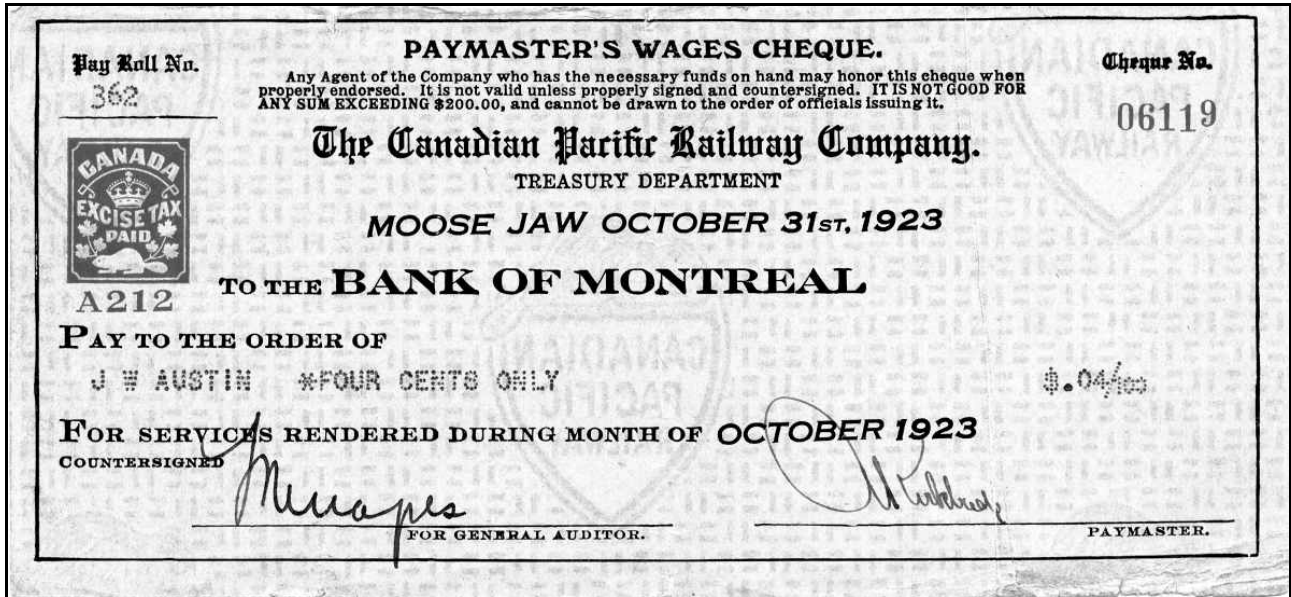 Pay Roll No.
362
PAYMASTER'S WAGES CHEQUE.
Any Agent of the Company who has the necessary funds on hand may honor this cheque when
properly endorsed. It is not valid unless properly signed and countersigned. IT IS NOT GOOD FOR
ANY SUM EXCEEDING $200.00, and cannot be drawn to the order of officials issuing it.
Cheque No.
06119
The Canadian Pacific Railway Company.
TREASURY DEPARTMENT
CANADA
EXCISE TAX
PAID
A212
MOOSE JAW OCTOBER 31ST, 1923
TO THE BANK OF MONTREAL
PAY TO THE ORDER OF
J W AUSTIN *FOUR CENTS ONLY $.04/100
FOR SERVICES RENDERED DURING MONTH OF OCTOBER 1923
COUNTERSIGNED
FOR GENERAL AUDITOR.
PAYMASTER.
CANADIAN
PACIFIC
RAILWAY